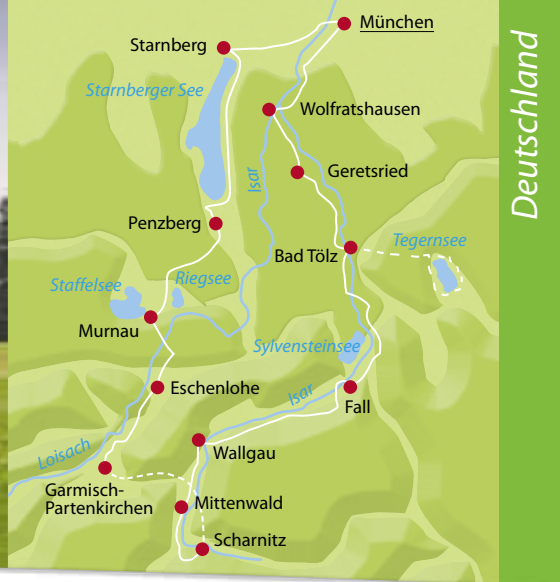 München
Starnberg
Starnberger See
Wolfratshausen
Isar
Geretsried
Penzberg
Bad Tölz
Tegernsee
Staffelsee
Riegsee
Murnau
Sylvensteinsee
Eschenlohe
Isar
Fall
Loisach
Wallgau
Garmisch-
Partenkirchen
Mittenwald
Scharnitz
Deutschland